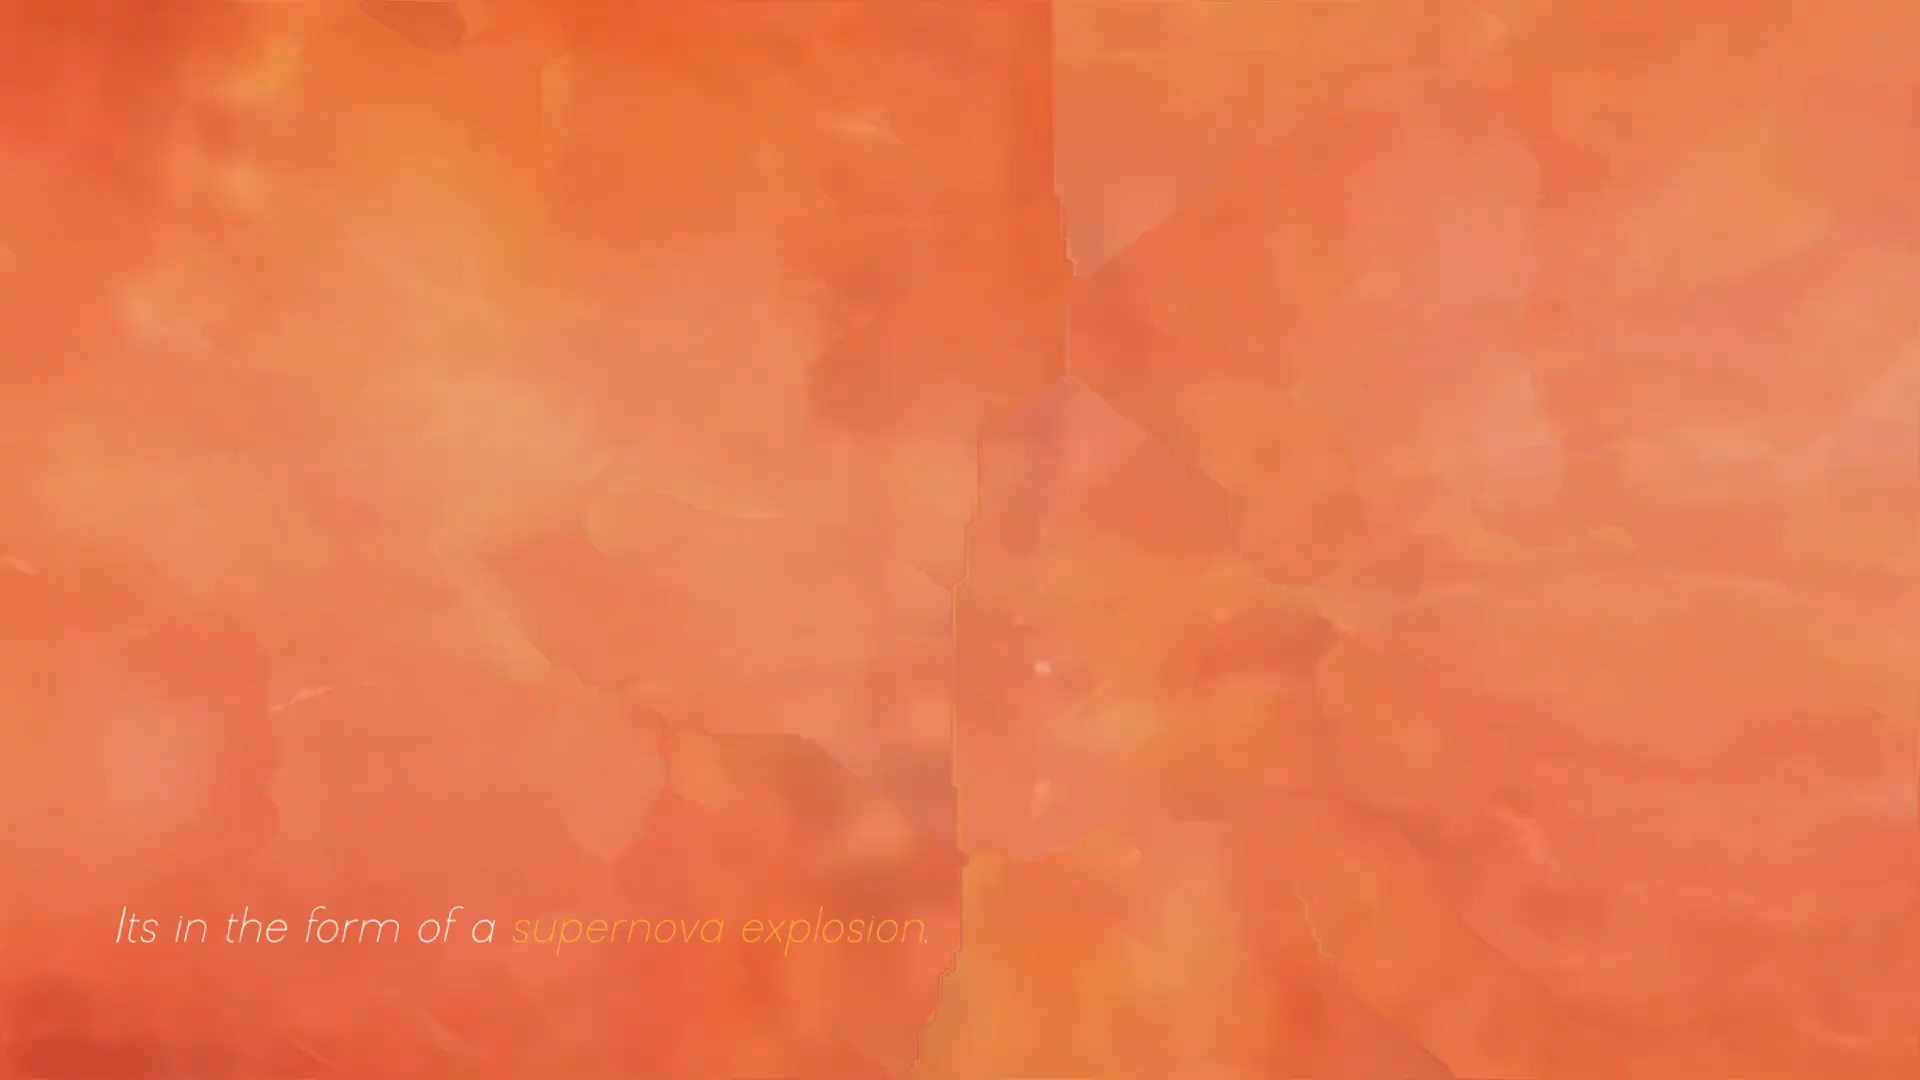 Its in the form of a supernova explosion.